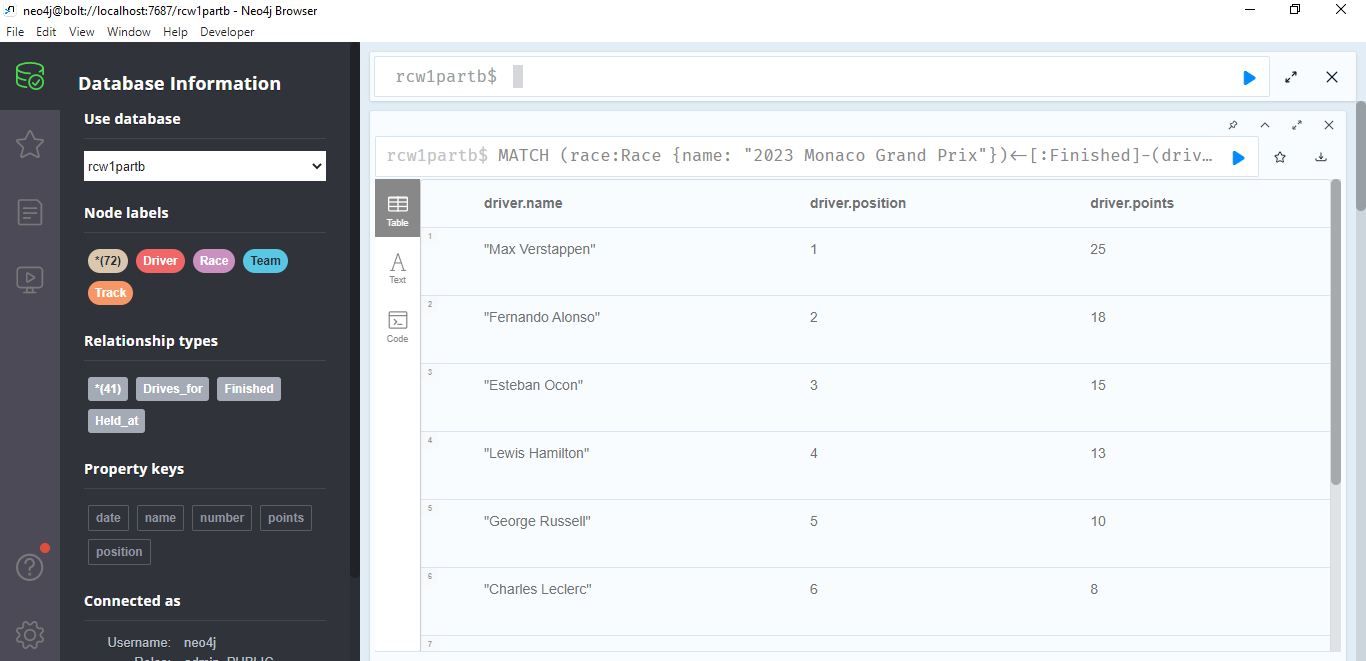 neo4j@bolt://localhost:7687/rcw1partb - Neo4j Browser
File Edit View Window Help Developer
Database Information
Use database
rcw1partb
Node labels
*(72) Driver Race Team
Track
Relationship types
*(41) Drives_for Finished
Held_at
Property keys
date name number points
position
Connected as
Username: neo4j
Roles: admin, PUBLIC
rcw1partb$
rcw1partb$ MATCH (race:Race {name: "2023 Monaco Grand Prix"})<-[:Finished]-(driv…
Table
Text
Code
driver.name driver.position driver.points
1
"Max Verstappen" 1 25
2
"Fernando Alonso" 2 18
3
"Esteban Ocon" 3 15
4
"Lewis Hamilton" 4 13
5
"George Russell" 5 10
6
"Charles Leclerc" 6 8
7